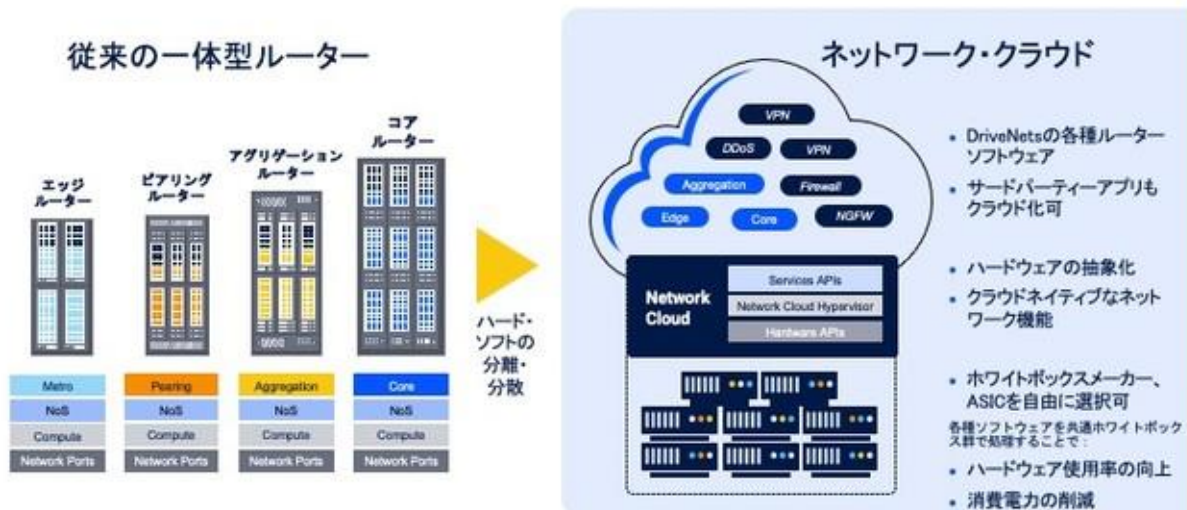 従来の一体型ルーター
エッジ
ルーター
ピアリング
ルーター
アグリゲーション
ルーター
コア
ルーター
Metro
NoS
Compute
Network Ports
Peering
NoS
Compute
Network Ports
Aggregation
NoS
Compute
Network Ports
Core
NoS
Compute
Network Ports
ハード・
ソフトの
分離・
分散
ネットワーク・クラウド
VPN
DDoS
VPN
Aggregation
Firewall
Edge
Core
NGFW
Network
Cloud
Services APIs
Network Cloud Hypervisor
Hardware APIs
• DriveNetsの各種ルーター
ソフトウェア
• サードパーティーアプリも
クラウド化可
• ハードウェアの抽象化
• クラウドネイティブなネット
ワーク機能
• ホワイトボックスメーカー、
ASICを自由に選択可
各種ソフトウェアを共通ホワイトボック
ス群で処理することで：
• ハードウェア使用率の向上
• 消費電力の削減